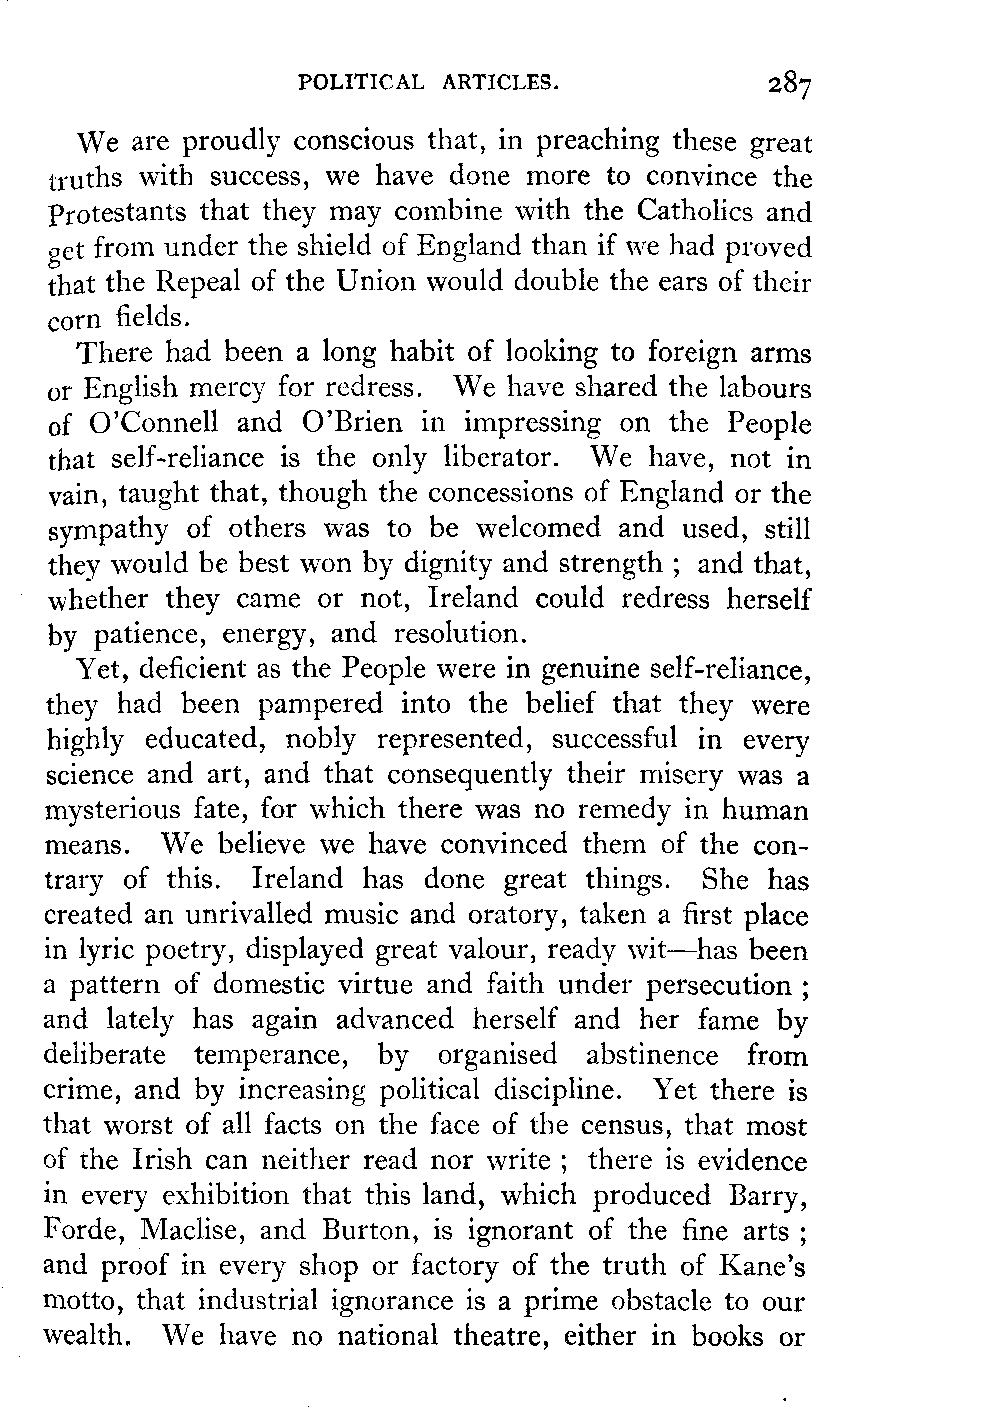 POLITICAL ARTICLES. 287
We are proudly conscious that, in preaching these great
truths with success, we have done more to convince the
Protestants that they may combine with the Catholics and
get from under the shield of England than if we had proved
that the Repeal of the Union would double the ears of their
corn fields.
There had been a long habit of looking to foreign arms
or English mercy for redress. We have shared the labours
of O'Connell and O'Brien in impressing on the People
that self-reliance is the only liberator. We have, not in
vain, taught that, though the concessions of England or the
sympathy of others was to be welcomed and used, still
they would be best won by dignity and strength ; and that,
whether they came or not, Ireland could redress herself
by patience, energy, and resolution.
Yet, deficient as the People were in genuine self-reliance,
they had been pampered into the belief that they were
highly educated, nobly represented, successful in every
science and art, and that consequently their misery was a
mysterious fate, for which there was no remedy in human
means. We believe we have convinced them of the con-
trary of this. Ireland has done great things. She has
created an unrivalled music and oratory, taken a first place
in lyric poetry, displayed great valour, ready wit—has been
a pattern of domestic virtue and faith under persecution ;
and lately has again advanced herself and her fame by
deliberate temperance, by organised abstinence from
crime, and by increasing political discipline. Yet there is
that worst of all facts on the face of the census, that most
of the Irish can neither read nor write ; there is evidence
in every exhibition that this land, which produced Barry,
Forde, Maclise, and Burton, is ignorant of the fine arts ;
and proof in every shop or factory of the truth of Kane's
motto, that industrial ignorance is a prime obstacle to our
wealth. We have no national theatre, either in books or